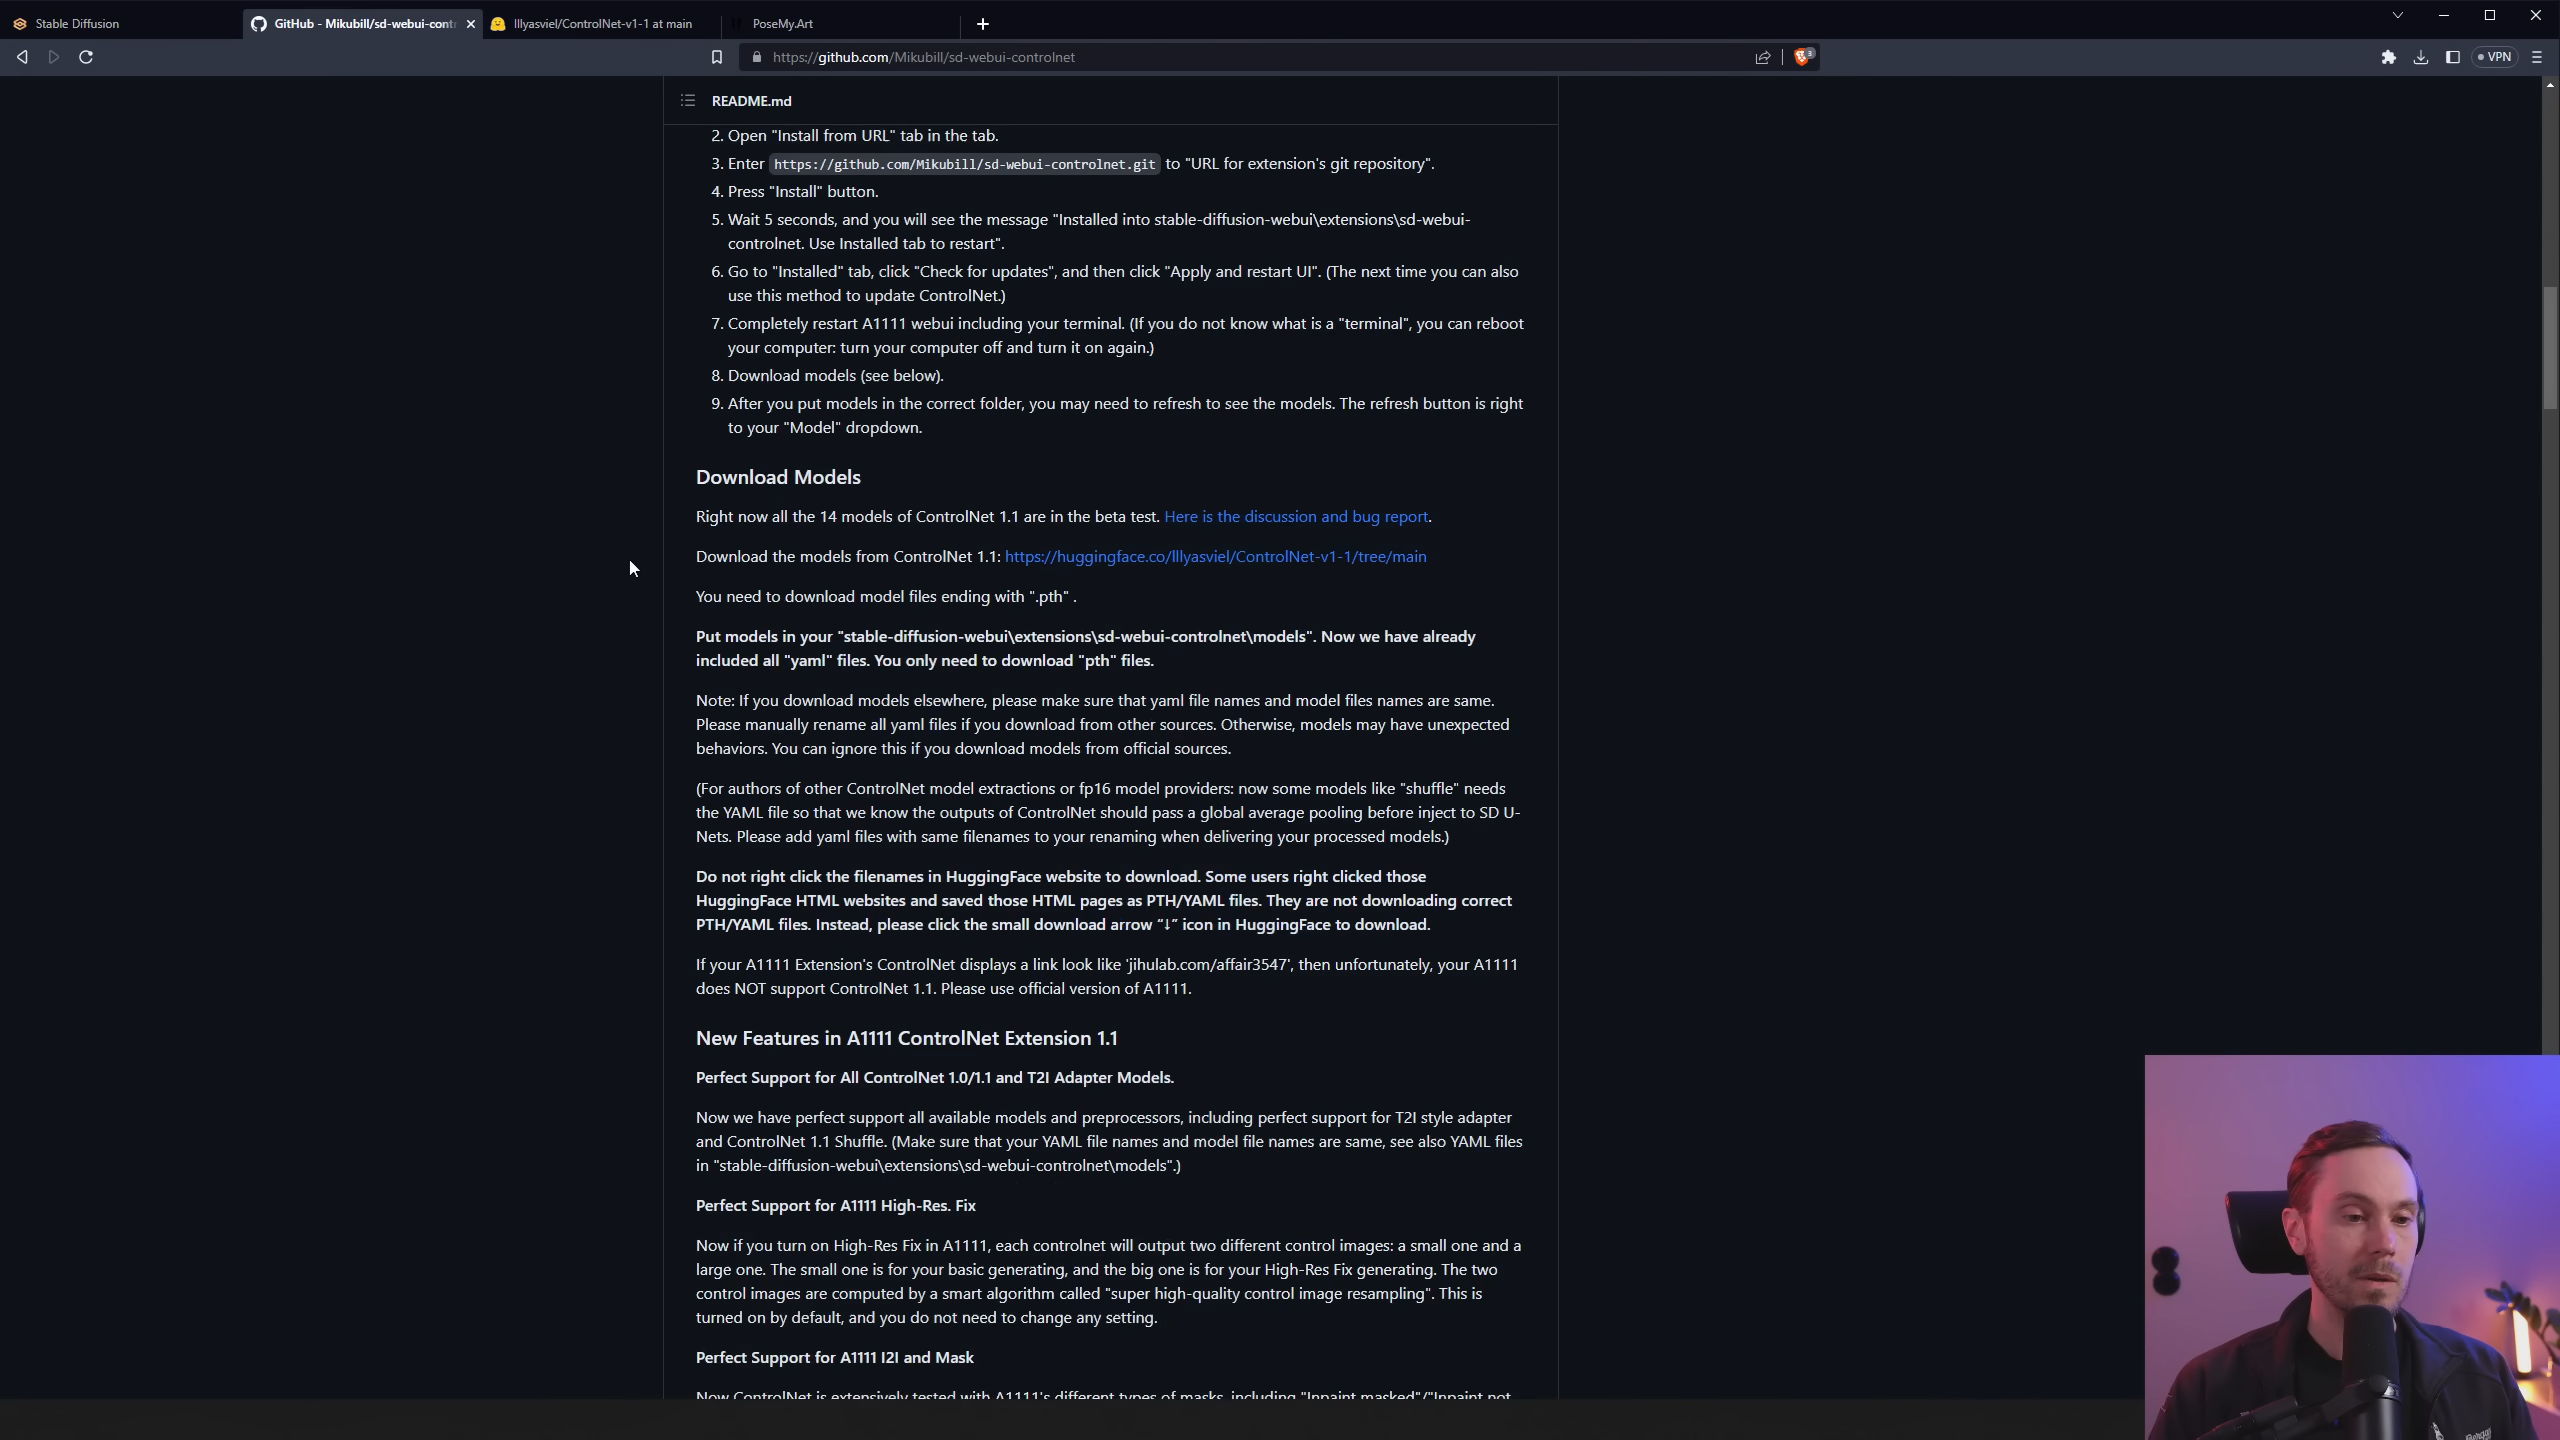 Stable Diffusion
GitHub - Mikubill/sd-webui-cont
lllyasviel/ControlNet-v1-1 at main
PoseMy.Art
https://github.com/Mikubill/sd-webui-controlnet
3
VPN
README.md
2. Open "Install from URL" tab in the tab.
3. Enter https://github.com/Mikubill/sd-webui-controlnet.git to "URL for extension's git repository".
4. Press "Install" button.
5. Wait 5 seconds, and you will see the message "Installed into stable-diffusion-webui\extensions\sd-webui-
controlnet. Use Installed tab to restart".
6. Go to "Installed" tab, click "Check for updates", and then click "Apply and restart UI". (The next time you can also
use this method to update ControlNet.)
7. Completely restart A1111 webui including your terminal. (If you do not know what is a "terminal", you can reboot
your computer: turn your computer off and turn it on again.)
8. Download models (see below).
9. After you put models in the correct folder, you may need to refresh to see the models. The refresh button is right
to your "Model" dropdown.
Download Models
Right now all the 14 models of ControlNet 1.1 are in the beta test. Here is the discussion and bug report.
Download the models from ControlNet 1.1: https://huggingface.co/lllyasviel/ControlNet-v1-1/tree/main
You need to download model files ending with ".pth" .
Put models in your "stable-diffusion-webui\extensions\sd-webui-controlnet\models". Now we have already
included all "yaml" files. You only need to download "pth" files.
Note: If you download models elsewhere, please make sure that yaml file names and model files names are same.
Please manually rename all yaml files if you download from other sources. Otherwise, models may have unexpected
behaviors. You can ignore this if you download models from official sources.
(For authors of other ControlNet model extractions or fp16 model providers: now some models like "shuffle" needs
the YAML file so that we know the outputs of ControlNet should pass a global average pooling before inject to SD U-
Nets. Please add yaml files with same filenames to your renaming when delivering your processed models.)
Do not right click the filenames in HuggingFace website to download. Some users right clicked those
HuggingFace HTML websites and saved those HTML pages as PTH/YAML files. They are not downloading correct
PTH/YAML files. Instead, please click the small download arrow “↓” icon in HuggingFace to download.
If your A1111 Extension's ControlNet displays a link look like 'jihulab.com/affair3547', then unfortunately, your A1111
does NOT support ControlNet 1.1. Please use official version of A1111.
New Features in A1111 ControlNet Extension 1.1
Perfect Support for All ControlNet 1.0/1.1 and T2I Adapter Models.
Now we have perfect support all available models and preprocessors, including perfect support for T2I style adapter
and ControlNet 1.1 Shuffle. (Make sure that your YAML file names and model file names are same, see also YAML files
in "stable-diffusion-webui\extensions\sd-webui-controlnet\models".)
Perfect Support for A1111 High-Res. Fix
Now if you turn on High-Res Fix in A1111, each controlnet will output two different control images: a small one and a
large one. The small one is for your basic generating, and the big one is for your High-Res Fix generating. The two
control images are computed by a smart algorithm called "super high-quality control image resampling". This is
turned on by default, and you do not need to change any setting.
Perfect Support for A1111 I2I and Mask
Now ControlNet is extensively tested with A1111's different types of masks, including "Inpaint masked"/"Inpaint not